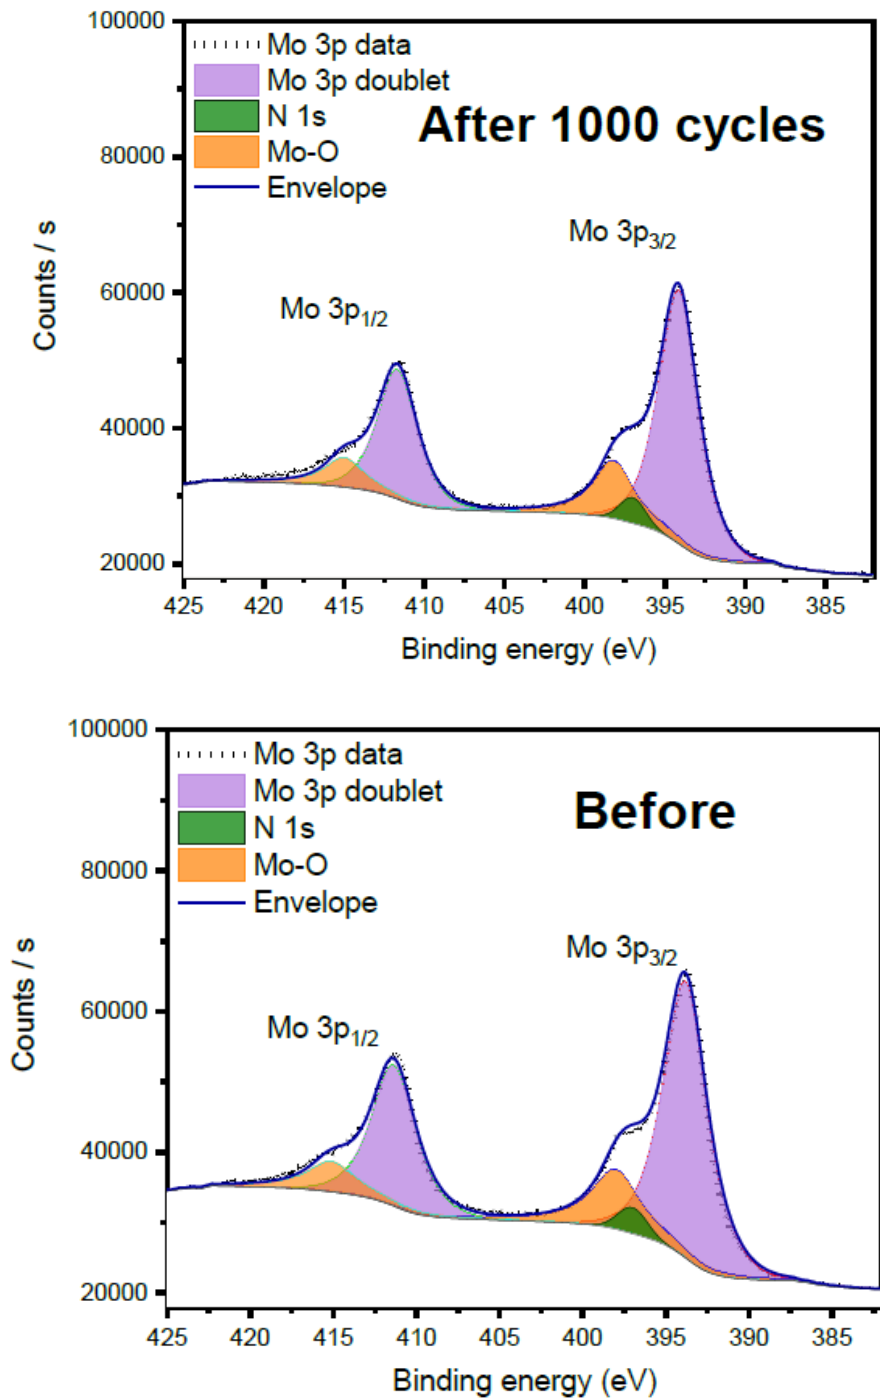 100000
80000
60000
40000
20000
Counts / s
Mo 3p data
Mo 3p doublet
N 1s
Mo-O
Envelope
After 1000 cycles
Mo 3p1/2
Mo 3p3/2
425 420 415 410 405 400 395 390 385
Binding energy (eV)
100000
80000
60000
40000
20000
Counts / s
Mo 3p data
Mo 3p doublet
N 1s
Mo-O
Envelope
Before
Mo 3p1/2
Mo 3p3/2
425 420 415 410 405 400 395 390 385
Binding energy (eV)